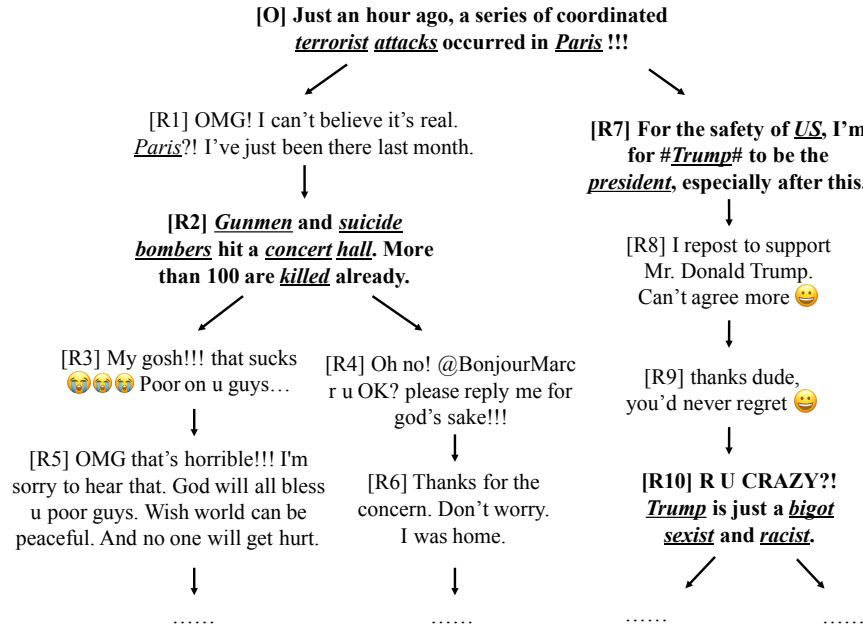 [O] Just an hour ago, a series of coordinated
terrorist attacks occurred in Paris !!!
[R1] OMG! I can't believe it's real.
Paris?! I've just been there last month.
[R2] Gunmen and suicide
bombers hit a concert hall. More
than 100 are killed already.
[R3] My gosh!!! that sucks
😭😭😭 Poor on u guys…
[R4] Oh no! @BonjourMarc
r u OK? please reply me for
god's sake!!!
[R5] OMG that's horrible!!! I'm
sorry to hear that. God will all bless
u poor guys. Wish world can be
peaceful. And no one will get hurt.
[R6] Thanks for the
concern. Don't worry.
I was home.
[R7] For the safety of US, I'm
for #Trump# to be the
president, especially after this.
[R8] I repost to support
Mr. Donald Trump.
Can't agree more 😀
[R9] thanks dude,
you'd never regret 😀
[R10] R U CRAZY?!
Trump is just a bigot
sexist and racist.
……
……
……
……